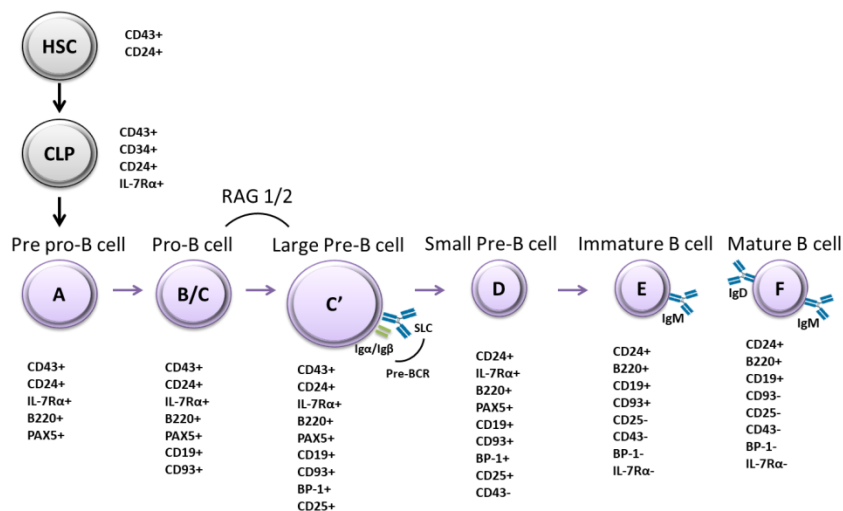 HSC
CD43+
CD24+
CLP
CD43+
CD34+
CD24+
IL-7Rα+
RAG 1/2
Pre pro-B cell
Pro-B cell
Large Pre-B cell
Small Pre-B cell
Immature B cell
Mature B cell
A
B/C
C’
D
E
F
SLC
Igα/Igβ
Pre-BCR
IgM
IgD
IgM
CD43+
CD24+
IL-7Rα+
B220+
PAX5+
CD43+
CD24+
IL-7Rα+
B220+
PAX5+
CD19+
CD93+
CD43+
CD24+
IL-7Rα+
B220+
PAX5+
CD19+
CD93+
BP-1+
CD25+
CD24+
IL-7Rα+
B220+
PAX5+
CD19+
CD93+
BP-1+
CD25+
CD43-
CD24+
B220+
CD19+
CD93+
CD25-
CD43-
BP-1-
IL-7Rα-
CD24+
B220+
CD19+
CD93-
CD25-
CD43-
BP-1-
IL-7Rα-